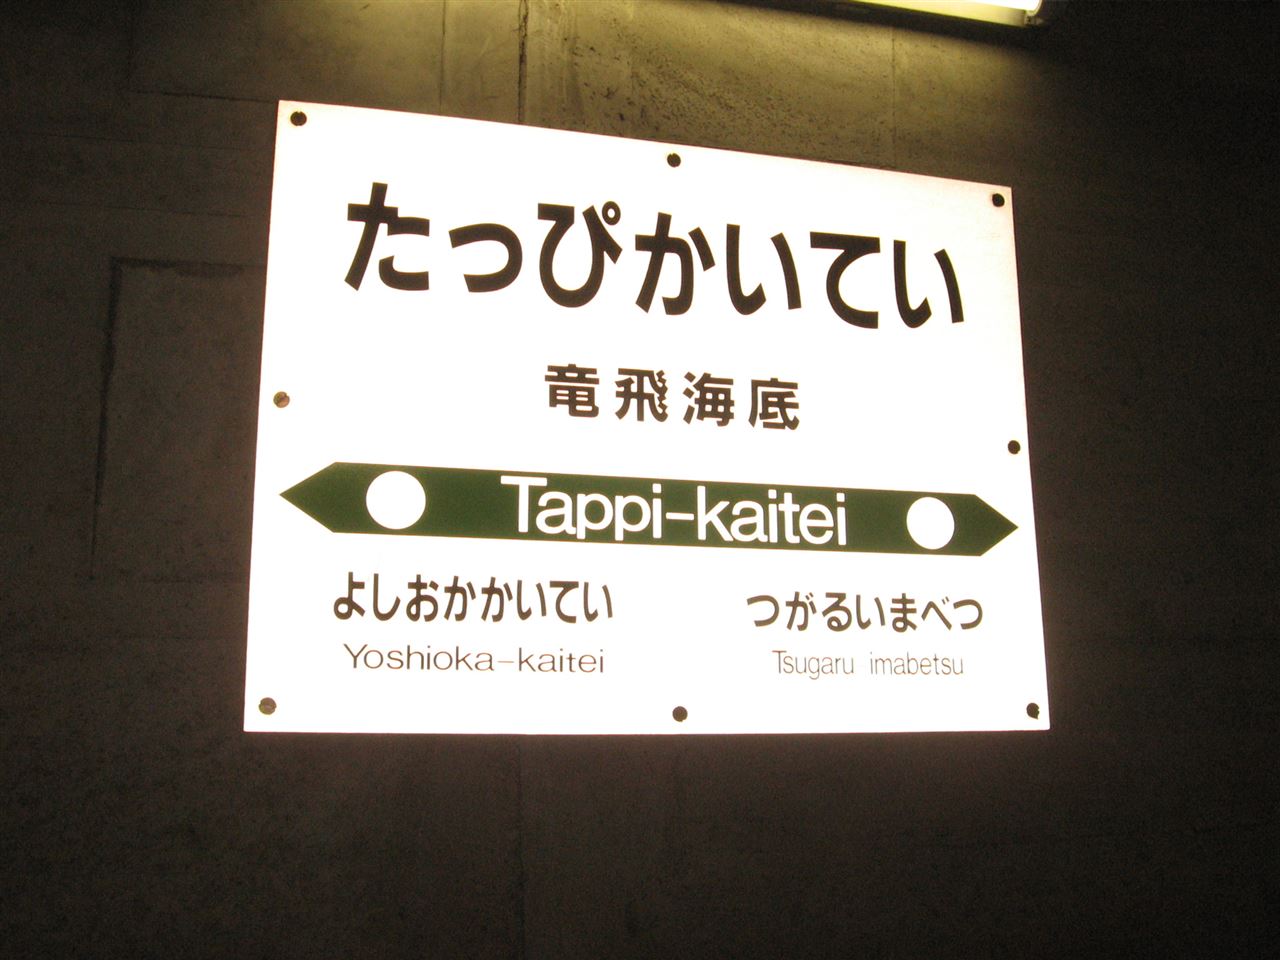 たっぴかいてい
竜飛海底
Tappi-kaitei
よしおかかいてい
つがるいまべつ
Yoshioka-kaitei
Tsugaru imabetsu